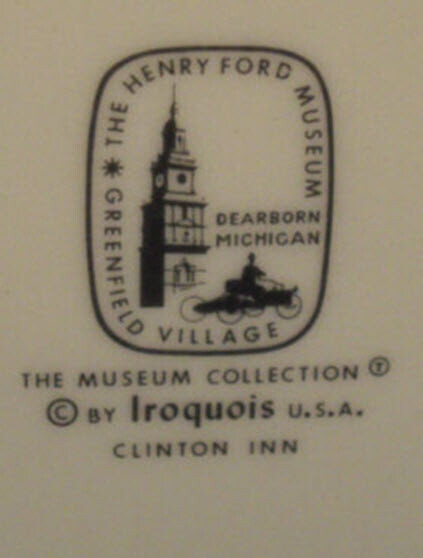 THE HENRY FORD MUSEUM
* GREENFIELD VILLAGE
DEARBORN
MICHIGAN
THE MUSEUM COLLECTION Ⓣ
© BY Iroquois U.S.A.
CLINTON INN